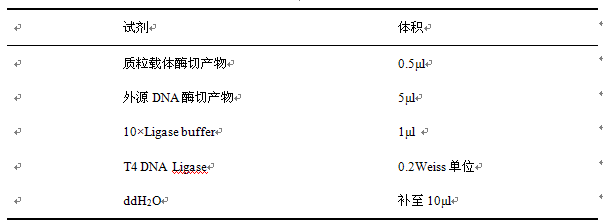 试剂 体积
质粒载体酶切产物 0.5μl
外源 DNA 酶切产物 5μl
10×Ligase buffer 1μl
T4 DNA Ligase 0.2Weiss 单位
ddH2O 补至 10μl